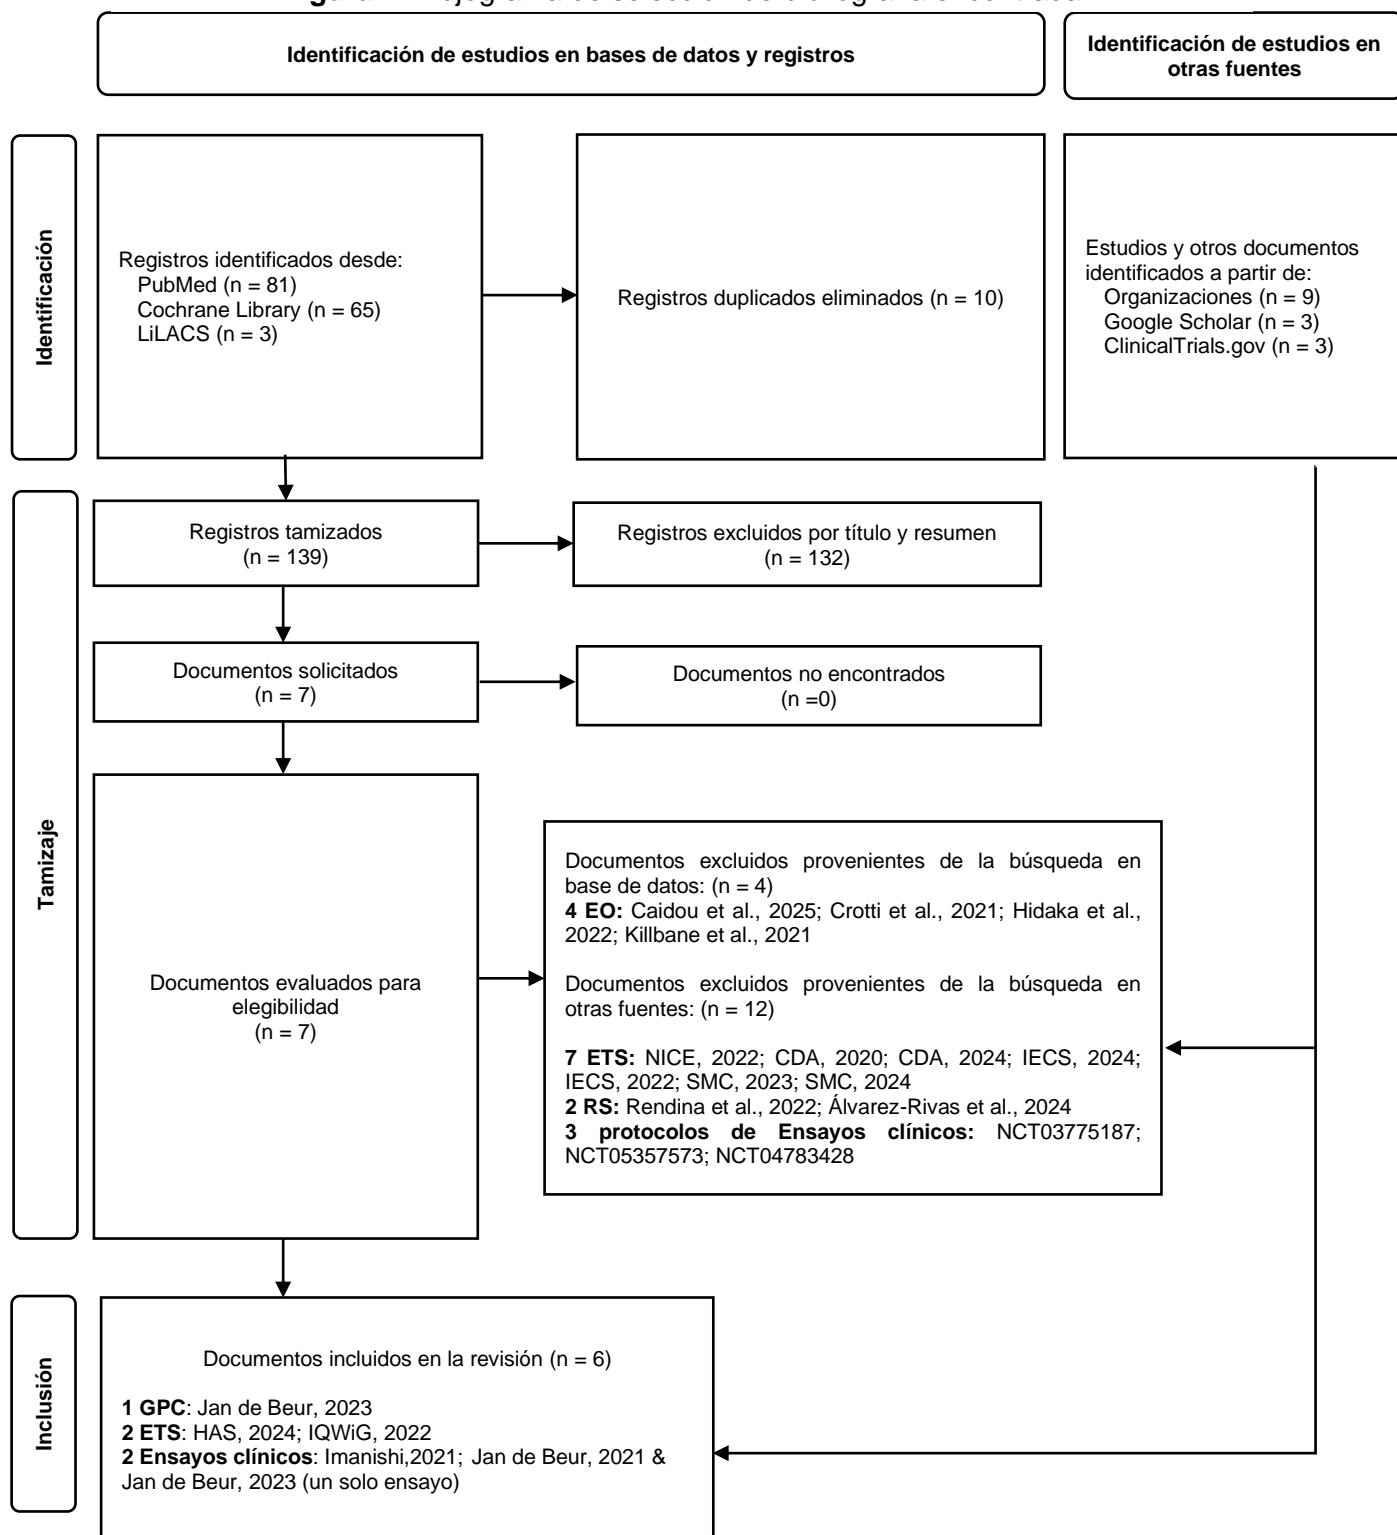 Identificación de estudios en bases de datos y registros
Identificación de estudios en
otras fuentes
Identificación
Registros identificados desde:
PubMed (n = 81)
Cochrane Library (n = 65)
LiLACS (n = 3)
Registros duplicados eliminados (n = 10)
Estudios y otros documentos
identificados a partir de:
Organizaciones (n = 9)
Google Scholar (n = 3)
ClinicalTrials.gov (n = 3)
Tamizaje
Registros tamizados
(n = 139)
Registros excluidos por título y resumen
(n = 132)
Documentos solicitados
(n = 7)
Documentos no encontrados
(n =0)
Documentos evaluados para
elegibilidad
(n = 7)
Documentos excluidos provenientes de la búsqueda en
base de datos: (n = 4)
4 EO: Caidou et al., 2025; Crotti et al., 2021; Hidaka et al.,
2022; Killbane et al., 2021
Documentos excluidos provenientes de la búsqueda en
otras fuentes: (n = 12)
7 ETS: NICE, 2022; CDA, 2020; CDA, 2024; IECS, 2024;
IECS, 2022; SMC, 2023; SMC, 2024
2 RS: Rendina et al., 2022; Álvarez-Rivas et al., 2024
3 protocolos de Ensayos clínicos: NCT03775187;
NCT05357573; NCT04783428
Inclusión
Documentos incluidos en la revisión (n = 6)
1 GPC: Jan de Beur, 2023
2 ETS: HAS, 2024; IQWiG, 2022
2 Ensayos clínicos: Imanishi,2021; Jan de Beur, 2021 &
Jan de Beur, 2023 (un solo ensayo)